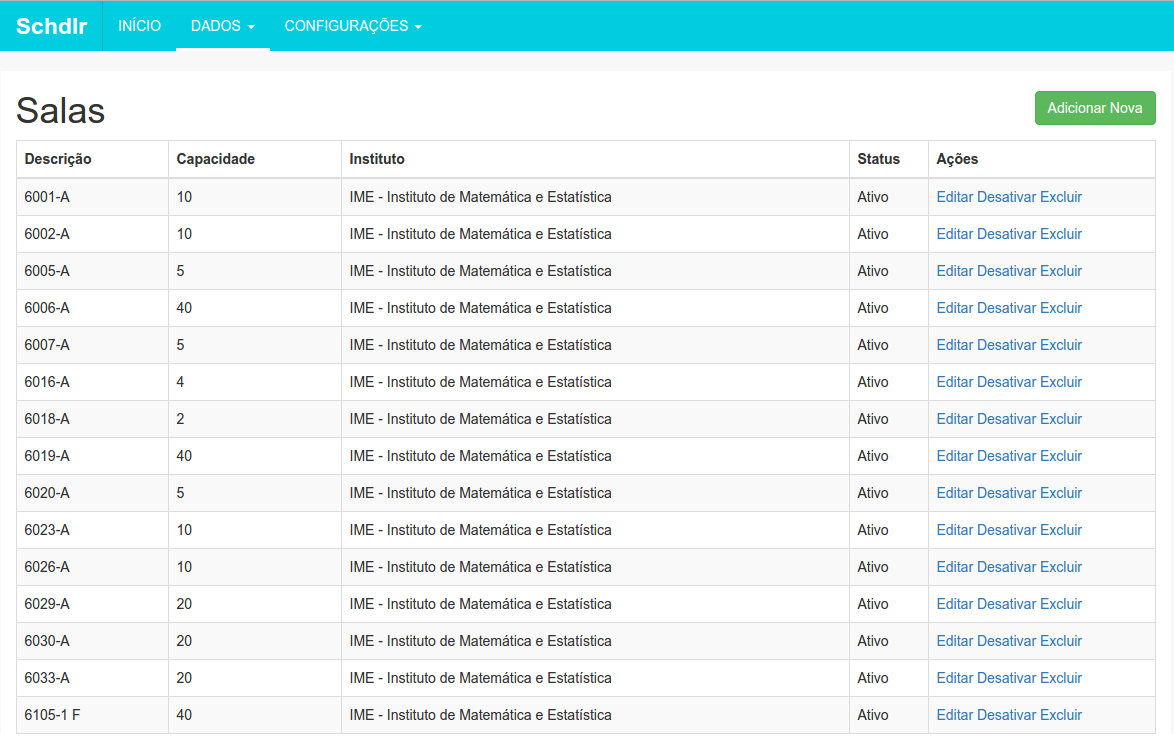 Schdlr INÍCIO DADOS CONFIGURAÇÕES
Salas Adicionar Nova
Descrição Capacidade Instituto Status Ações
6001-A 10 IME - Instituto de Matemática e Estatística Ativo Editar Desativar Excluir
6002-A 10 IME - Instituto de Matemática e Estatística Ativo Editar Desativar Excluir
6005-A 5 IME - Instituto de Matemática e Estatística Ativo Editar Desativar Excluir
6006-A 40 IME - Instituto de Matemática e Estatística Ativo Editar Desativar Excluir
6007-A 5 IME - Instituto de Matemática e Estatística Ativo Editar Desativar Excluir
6016-A 4 IME - Instituto de Matemática e Estatística Ativo Editar Desativar Excluir
6018-A 2 IME - Instituto de Matemática e Estatística Ativo Editar Desativar Excluir
6019-A 40 IME - Instituto de Matemática e Estatística Ativo Editar Desativar Excluir
6020-A 5 IME - Instituto de Matemática e Estatística Ativo Editar Desativar Excluir
6023-A 10 IME - Instituto de Matemática e Estatística Ativo Editar Desativar Excluir
6026-A 10 IME - Instituto de Matemática e Estatística Ativo Editar Desativar Excluir
6029-A 20 IME - Instituto de Matemática e Estatística Ativo Editar Desativar Excluir
6030-A 20 IME - Instituto de Matemática e Estatística Ativo Editar Desativar Excluir
6033-A 20 IME - Instituto de Matemática e Estatística Ativo Editar Desativar Excluir
6105-1 F 40 IME - Instituto de Matemática e Estatística Ativo Editar Desativar Excluir